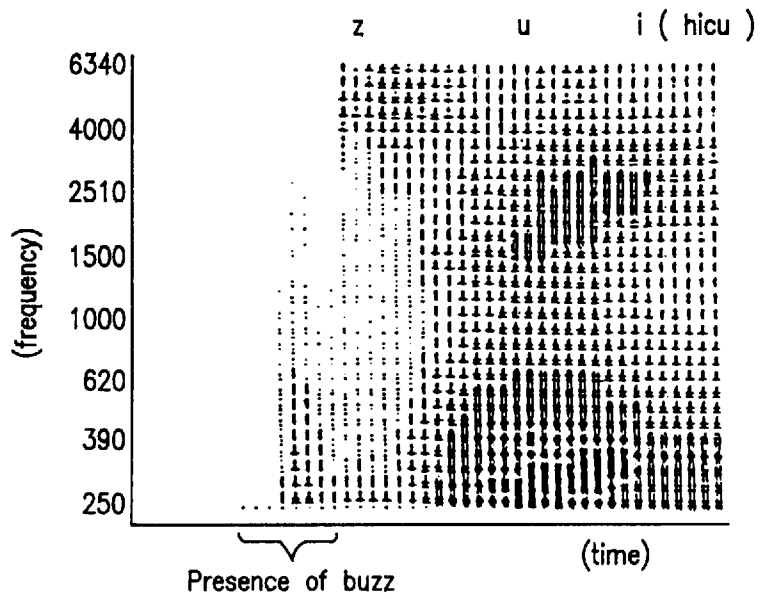 z u i ( hicu )
6340
4000
2510
1500
1000
620
390
250
(frequency)
(time)
Presence of buzz